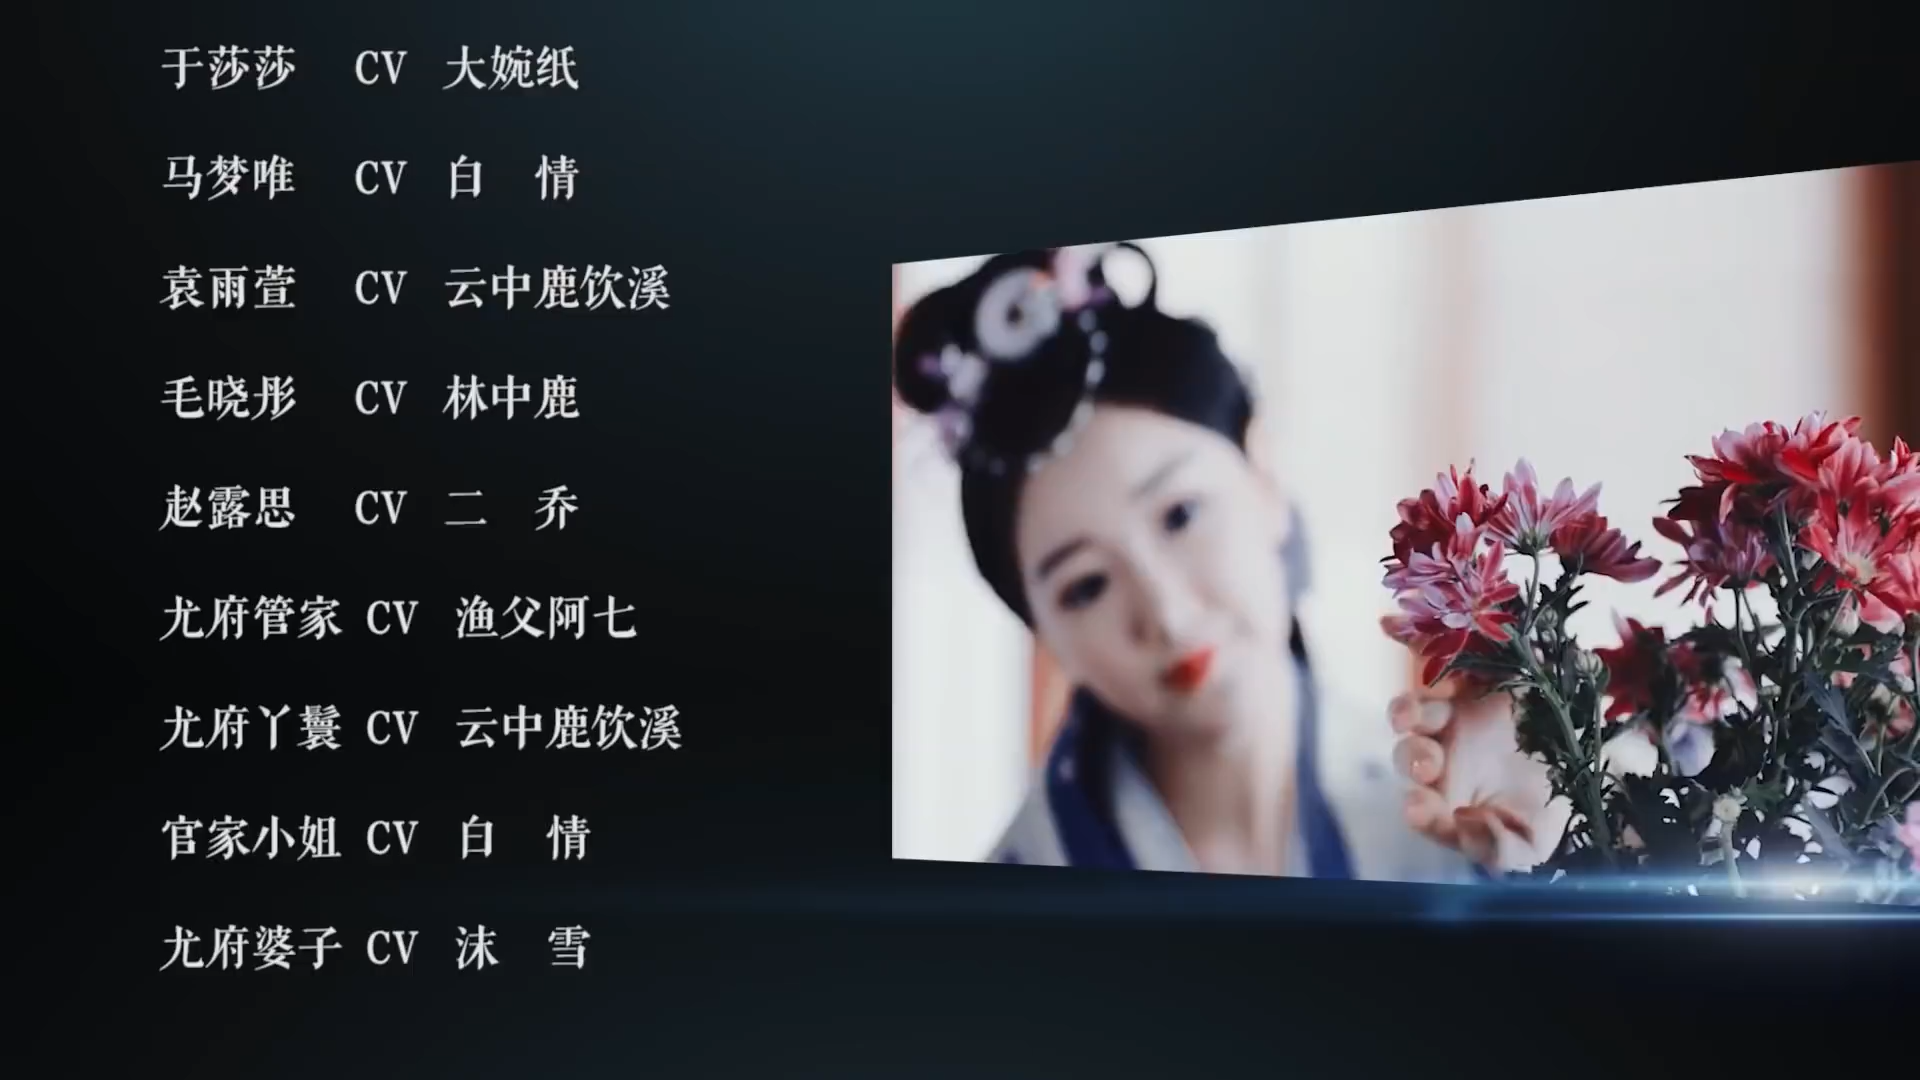 于莎莎 CV 大婉纸
马梦唯 CV 白 情
袁雨萱 CV 云中鹿饮溪
毛晓彤 CV 林中鹿
赵露思 CV 二 乔
尤府管家 CV 渔父阿七
尤府丫鬟 CV 云中鹿饮溪
官家小姐 CV 白 情
尤府婆子 CV 沫 雪